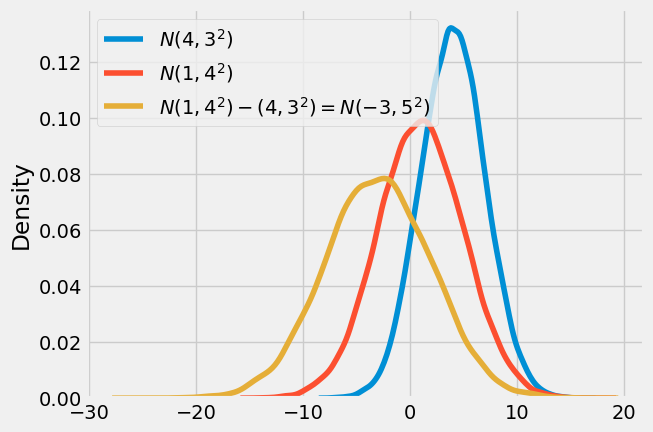 N(4, 3²)
N(1, 4²)
N(1, 4²) − (4, 3²) = N(−3, 5²)
Density
0.12
0.10
0.08
0.06
0.04
0.02
0.00
−30 −20 −10 0 10 20